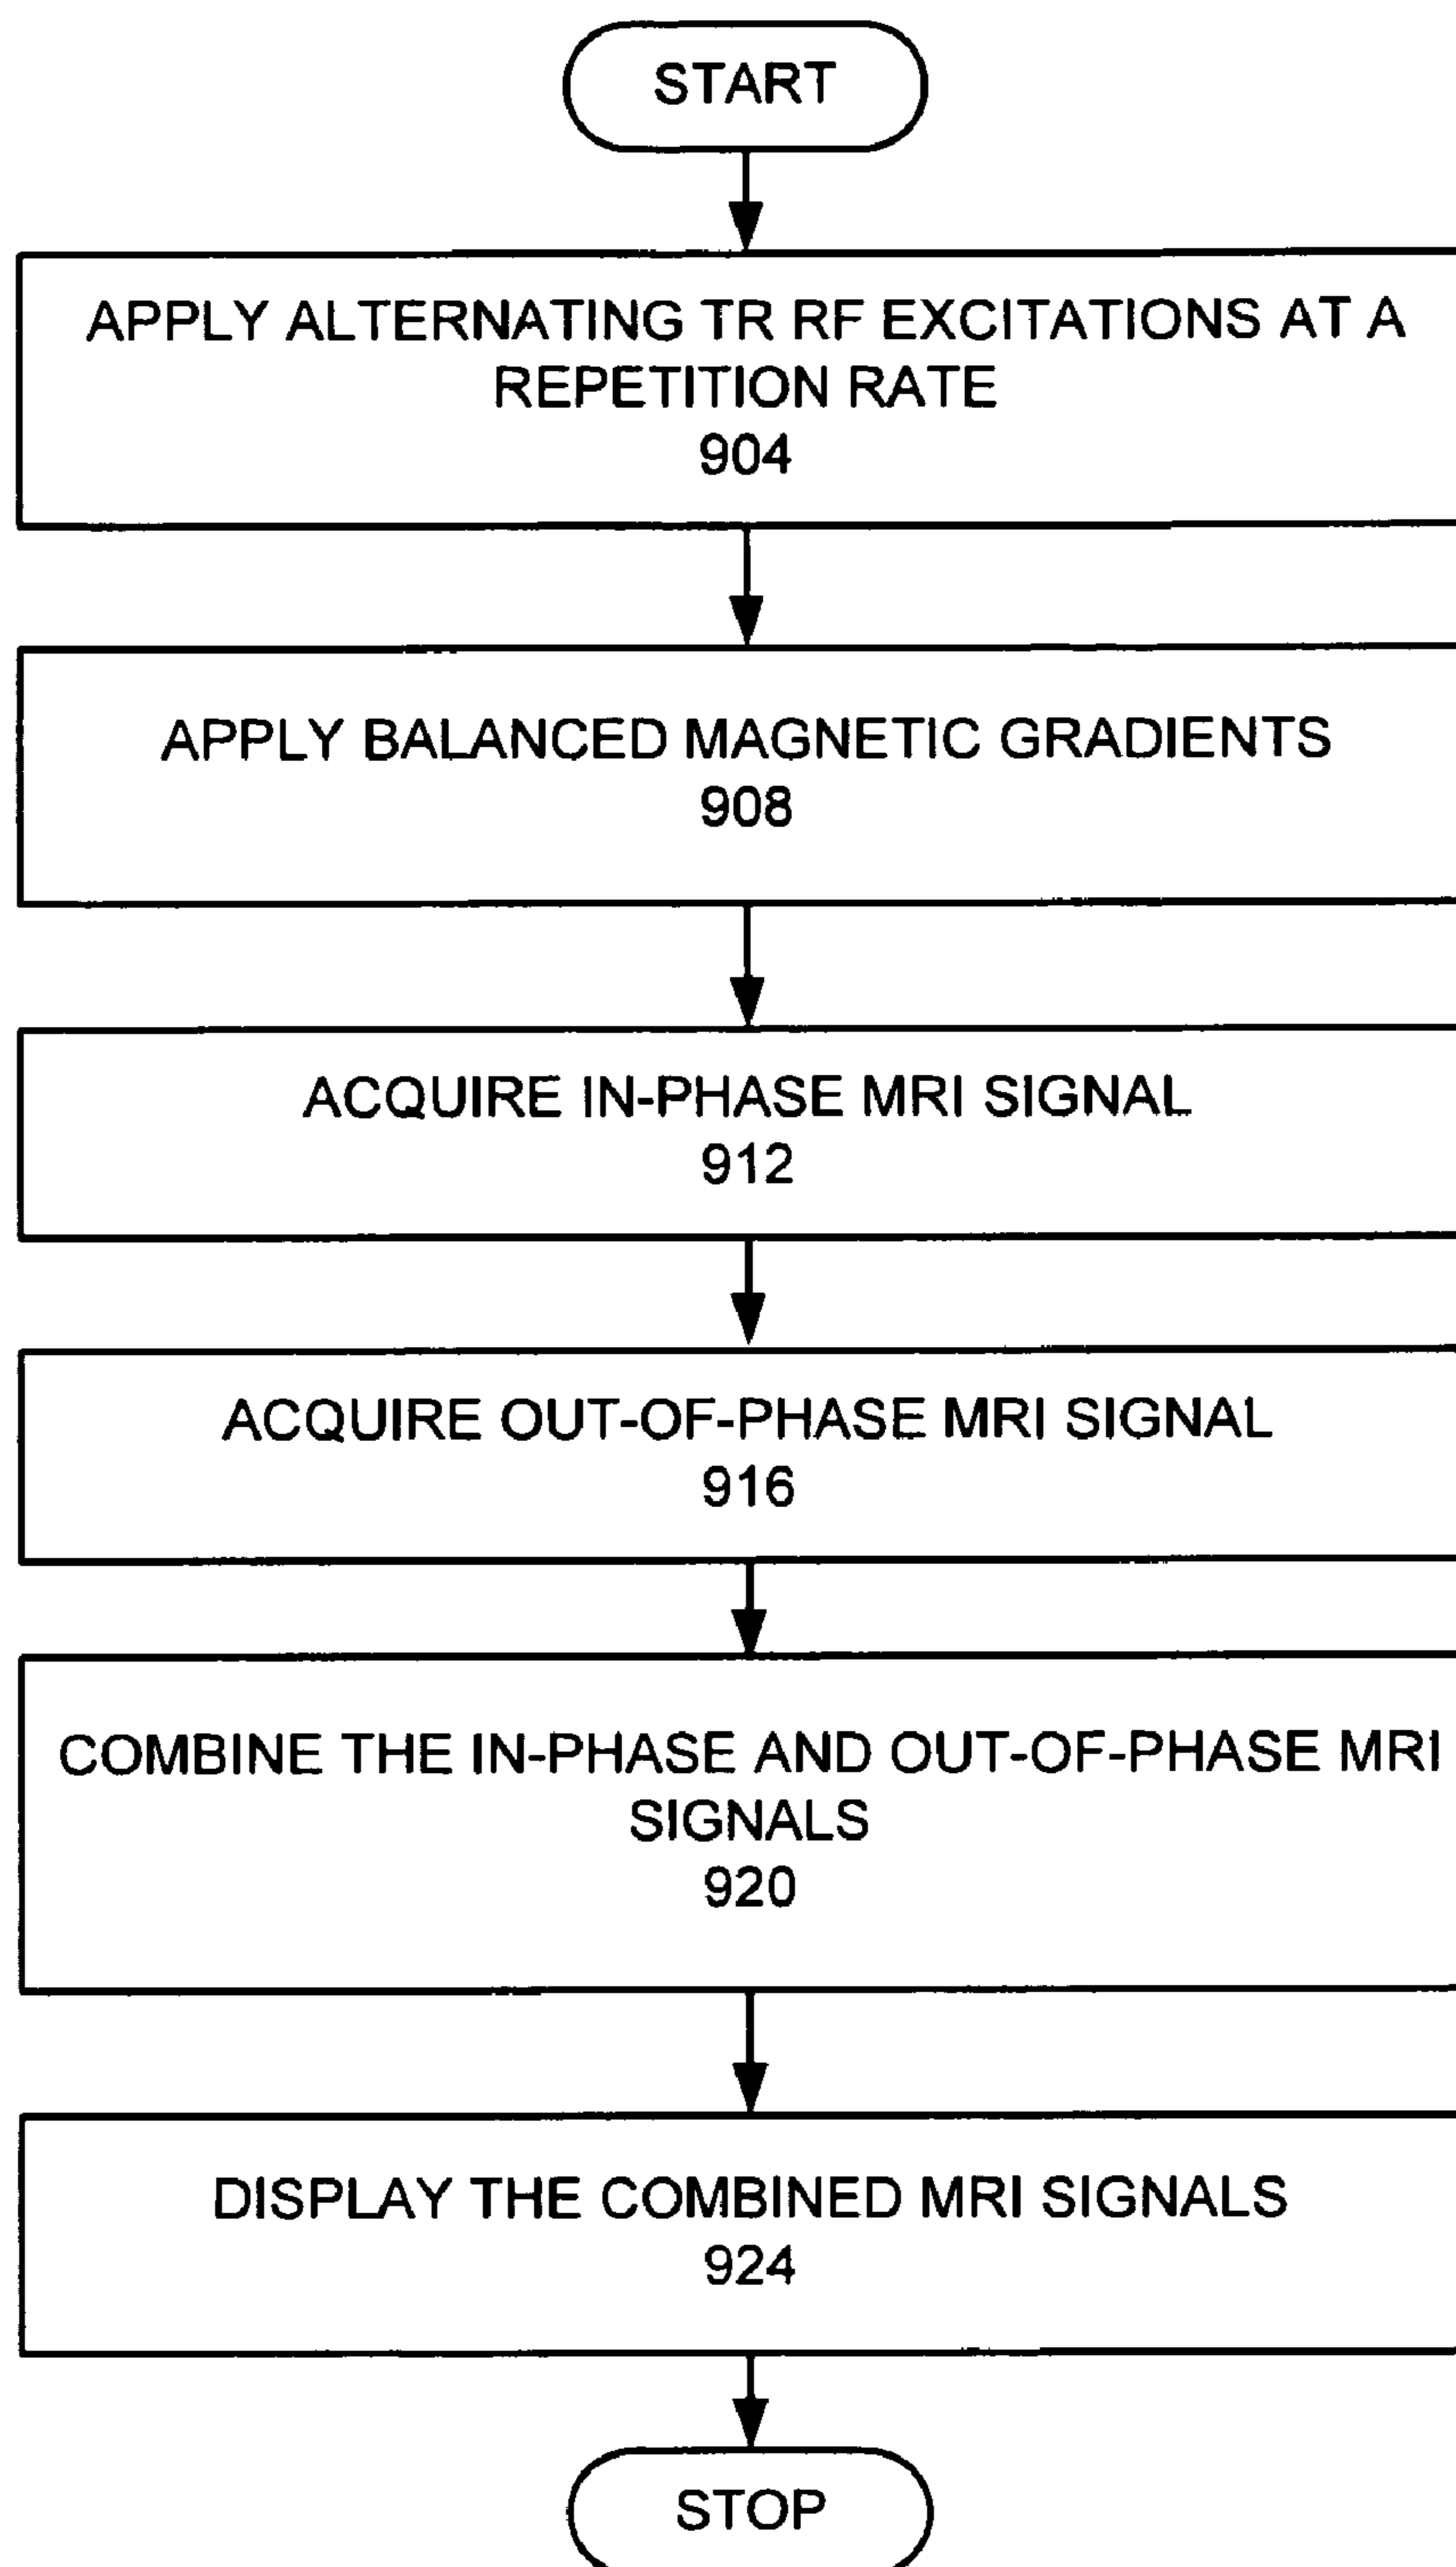 START
APPLY ALTERNATING TR RF EXCITATIONS AT A
REPETITION RATE
904
APPLY BALANCED MAGNETIC GRADIENTS
908
ACQUIRE IN-PHASE MRI SIGNAL
912
ACQUIRE OUT-OF-PHASE MRI SIGNAL
916
COMBINE THE IN-PHASE AND OUT-OF-PHASE MRI
SIGNALS
920
DISPLAY THE COMBINED MRI SIGNALS
924
STOP